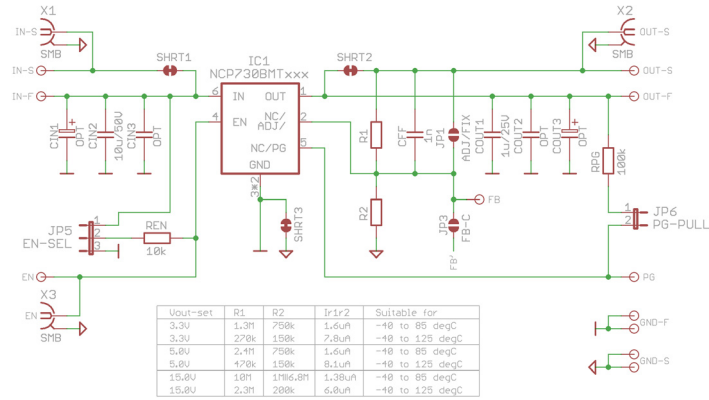 X1
X2
IN-S
OUT-S
SMB
SMB
SHRT1
IC1
NCP730BMTxxx
SHRT2
IN-S
OUT-S
IN-F
6
IN
OUT
1
OUT-F
4
EN
NC/
ADJ/
2
NC/PG
5
GND
3*2
CIN1
OPT
CIN2
10u/50V
CIN3
OPT
R1
CFF
1n
JP1
ADJ/FIX
COUT1
1u/25V
COUT2
OPT
COUT3
OPT
RPG
100k
R2
FB
JP3
FB-C
FB'
SHRT3
JP5
EN-SEL
1
2
3
REN
10k
1
2
JP6
PG-PULL
EN
PG
X3
EN
SMB
GND-F
GND-S
Vout-set R1 R2 Ir1r2 Suitable for
3.3V 1.3M 750k 1.6uA -40 to 85 degC
3.3V 270k 150k 7.8uA -40 to 125 degC
5.0V 2.4M 750k 1.6uA -40 to 85 degC
5.0V 470k 150k 8.1uA -40 to 125 degC
15.0V 10M 1M||6.8M 1.38uA -40 to 85 degC
15.0V 2.3M 200k 6.0uA -40 to 125 degC